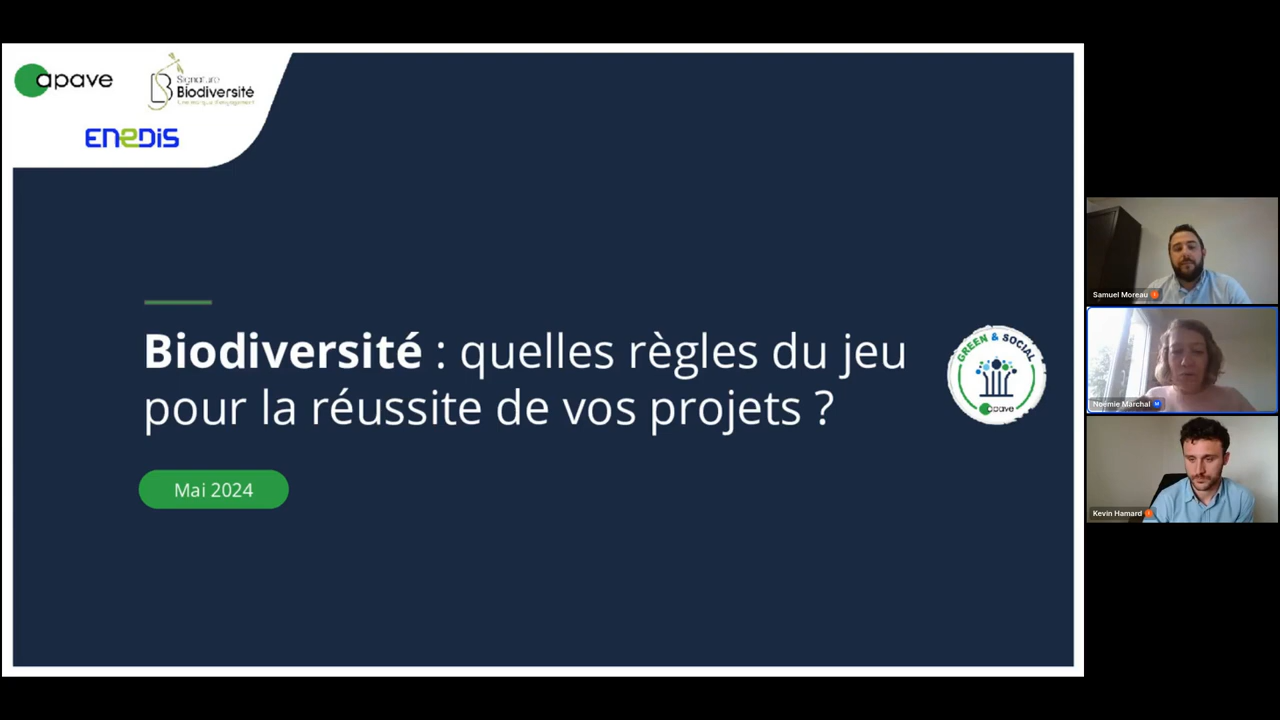 apave
Signature
Biodiversité
ENEDIS
Biodiversité : quelles règles du jeu
pour la réussite de vos projets ?
GREEN & SOCIAL
apave
Mai 2024
Samuel Moreau
Noémie Marchal
Kevin Hamard